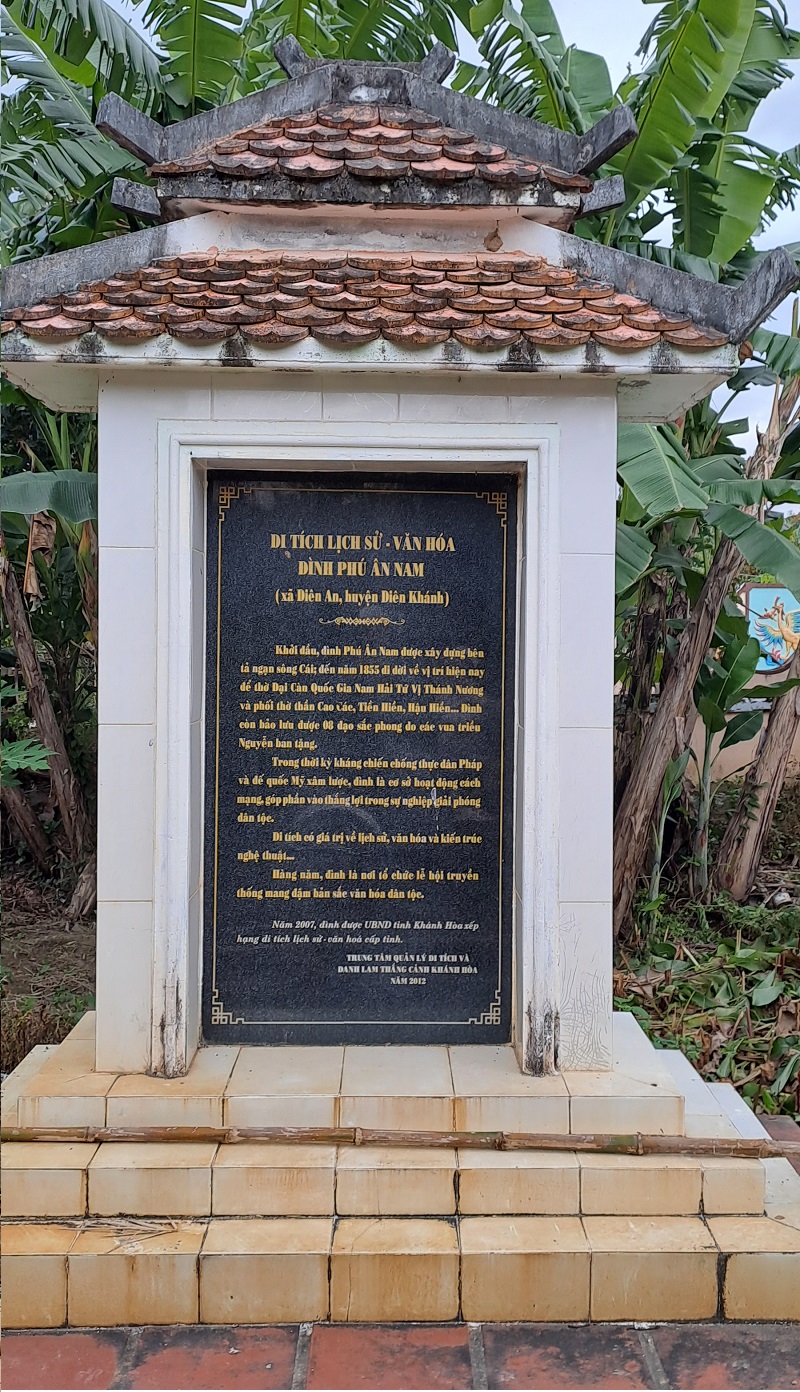 DI TÍCH LỊCH SỬ - VĂN HÓA
ĐÌNH PHÚ ÂN NAM
(xã Diên An, huyện Diên Khánh)
Khởi đầu, đình Phú Ân Nam được xây dựng bên
tả ngạn sông Cái; đến năm 1855 di dời về vị trí hiện nay
để thờ Đại Càn Quốc Gia Nam Hải Tứ Vị Thánh Nương
và phối thờ thần Cao Các, Tiền Hiền, Hậu Hiền... Đình
còn bảo lưu được 08 đạo sắc phong do các vua triều
Nguyễn ban tặng.
Trong thời kỳ kháng chiến chống thực dân Pháp
và đế quốc Mỹ xâm lược, đình là cơ sở hoạt động cách
mạng, góp phần vào thắng lợi trong sự nghiệp giải phóng
dân tộc.
Di tích có giá trị về lịch sử, văn hóa và kiến trúc
nghệ thuật...
Hàng năm, đình là nơi tổ chức lễ hội truyền
thống mang đậm bản sắc văn hóa dân tộc.
Năm 2007, đình được UBND tỉnh Khánh Hòa xếp
hạng di tích lịch sử - văn hoá cấp tỉnh.
TRUNG TÂM QUẢN LÝ DI TÍCH VÀ
DANH LAM THẮNG CẢNH KHÁNH HÒA
NĂM 2012